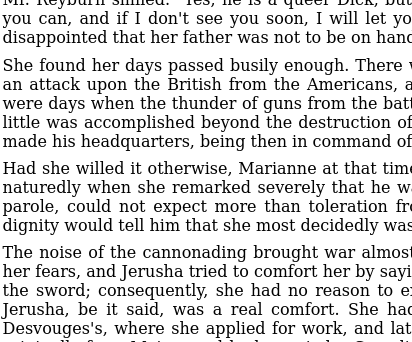 Mr. Reyburn smiled. "Yes, he is a queer Dick, but
you can, and if I don't see you soon, I will let yo
disappointed that her father was not to be on hand
She found her days passed busily enough. There
an attack upon the British from the Americans, a
were days when the thunder of guns from the batt
little was accomplished beyond the destruction of
made his headquarters, being then in command of
Had she willed it otherwise, Marianne at that time
naturedly when she remarked severely that he wa
parole, could not expect more than toleration fr
dignity would tell him that she most decidedly was
The noise of the cannonading brought war almost
her fears, and Jerusha tried to comfort her by sayi
the sword; consequently, she had no reason to e
Jerusha, be it said, was a real comfort. She had
Desvouges's, where she applied for work, and lat